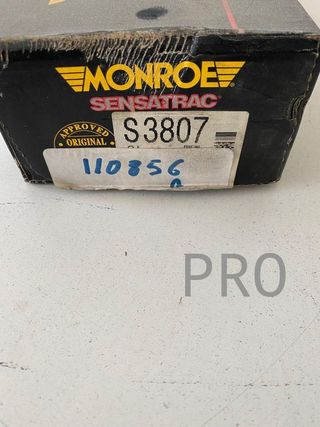 MONROE
SENSATRAC
APPROVED
ORIGINAL
S3807
110856
PRO